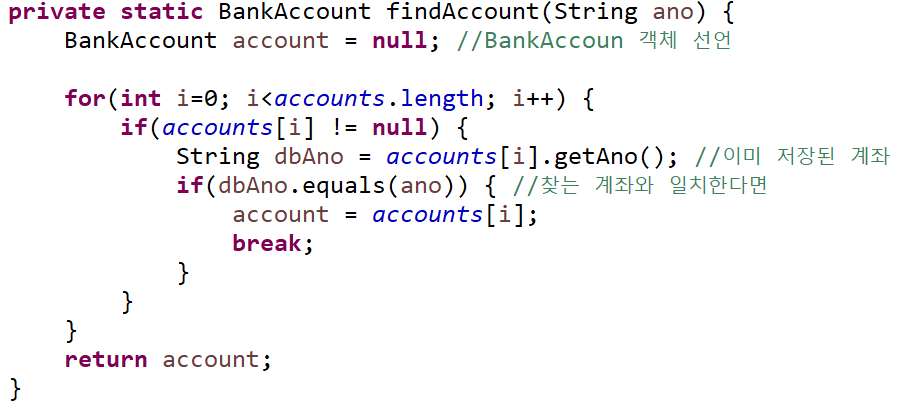 private static BankAccount findAccount(String ano) {
    BankAccount account = null; //BankAccoun 객체 선언
    for(int i=0; i<accounts.length; i++) {
        if(accounts[i] != null) {
            String dbAno = accounts[i].getAno(); //이미 저장된 계좌
            if(dbAno.equals(ano)) { //찾는 계좌와 일치한다면
                account = accounts[i];
                break;
            }
        }
    }
    return account;
}